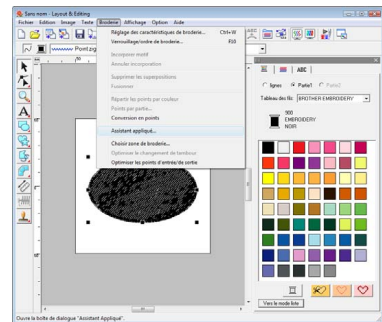 Sans nom - Layout & Editing
Fichier Edition Image Texte Broderie Affichage Option Aide
Réglage des caractéristiques de broderie... Ctrl+W
Verrouillage/ordre de broderie... F10
Incorporer motif
Annuler incorporation
Supprimer les superpositions
Fusionner
Répartir les points par couleur
Points par partie...
Conversion en points
Assistant appliqué...
Choisir zone de broderie...
Optimiser le changement de tambour
Optimiser les points d'entrée/de sortie
Point zig
ABC
Ignes Partie1 Partie2
Tableau des fils BROTHER EMBROIDERY
900
EMBROIDERY
NOIR
Vers le mode liste
Ouvre la boîte de dialogue "Assistant Appliqué".